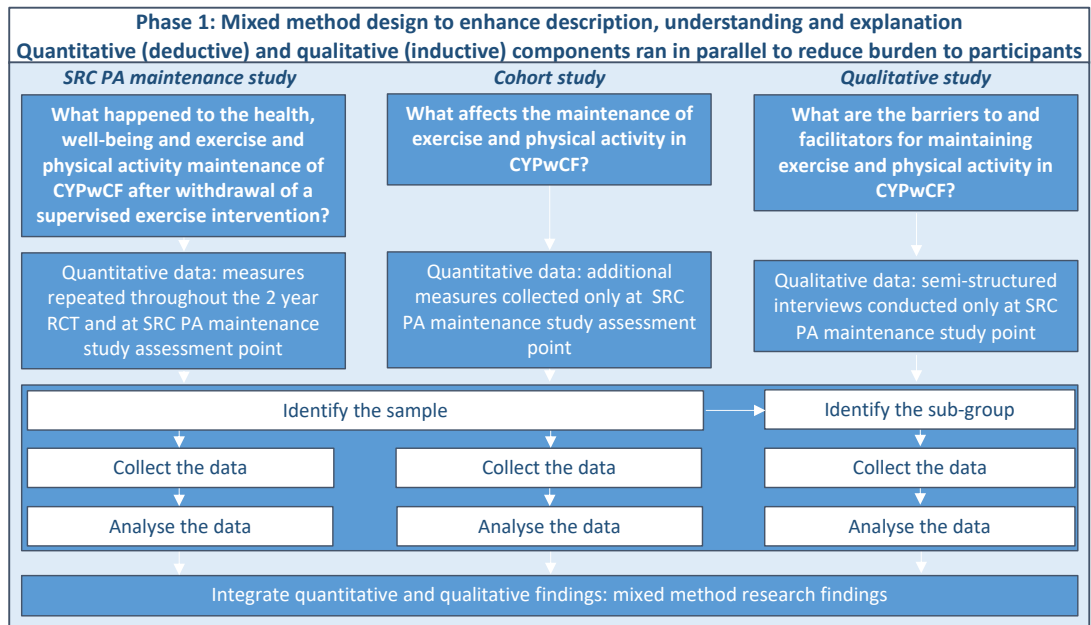 Phase 1: Mixed method design to enhance description, understanding and explanation
Quantitative (deductive) and qualitative (inductive) components ran in parallel to reduce burden to participants
SRC PA maintenance study
Cohort study
Qualitative study
What happened to the health,
well-being and exercise and
physical activity maintenance of
CYPwCF after withdrawal of a
supervised exercise intervention?
What affects the maintenance of
exercise and physical activity in
CYPwCF?
What are the barriers to and
facilitators for maintaining
exercise and physical activity in
CYPwCF?
Quantitative data: measures
repeated throughout the 2 year
RCT and at SRC PA maintenance
study assessment point
Quantitative data: additional
measures collected only at SRC
PA maintenance study assessment
point
Qualitative data: semi-structured
interviews conducted only at SRC
PA maintenance study point
Identify the sample
Identify the sub-group
Collect the data
Collect the data
Collect the data
Analyse the data
Analyse the data
Analyse the data
Integrate quantitative and qualitative findings: mixed method research findings